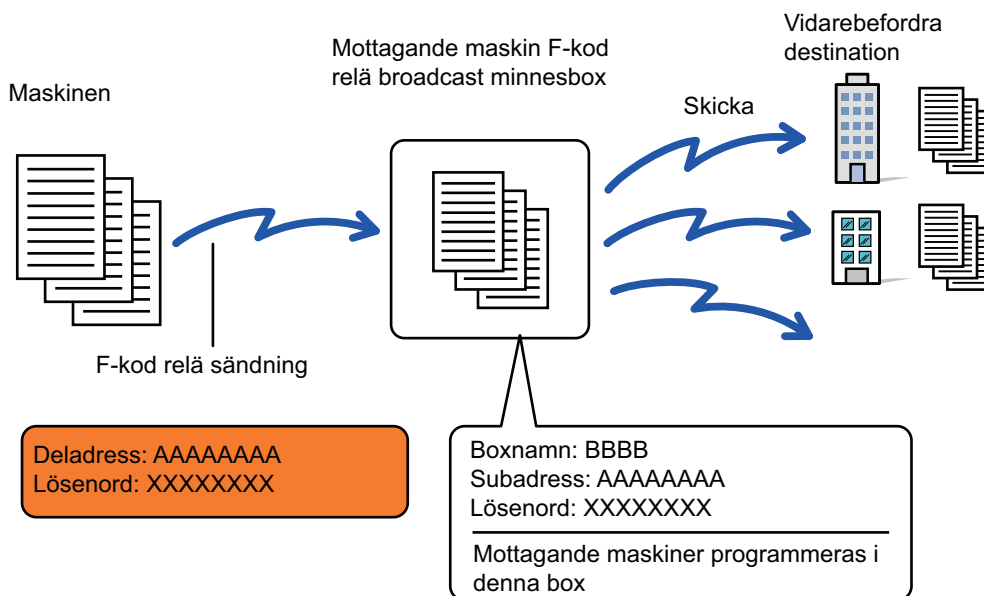 Maskinen
Mottagande maskin F-kod
relä broadcast minnesbox
Vidarebefordra
destination
Skicka
F-kod relä sändning
Deladress: AAAAAAAA
Lösenord: XXXXXXXX
Boxnamn: BBBB
Subadress: AAAAAAAA
Lösenord: XXXXXXXX
Mottagande maskiner programmeras i
denna box